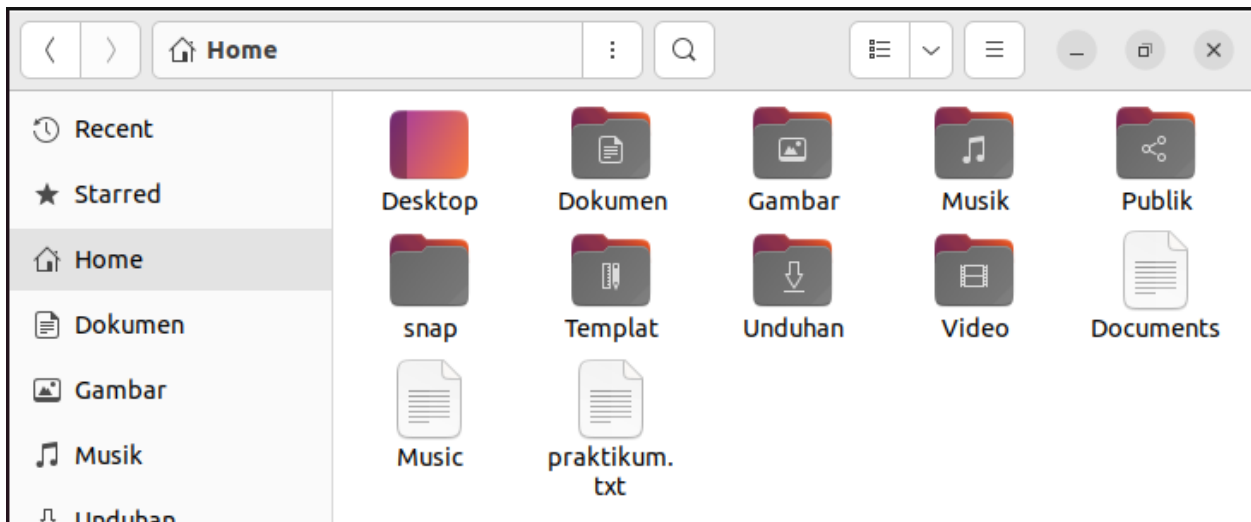 Home
Recent
Starred
Home
Dokumen
Gambar
Musik
Unduhan
Desktop Dokumen Gambar Musik Publik
snap Templat Unduhan Video Documents
Music praktikum.
txt